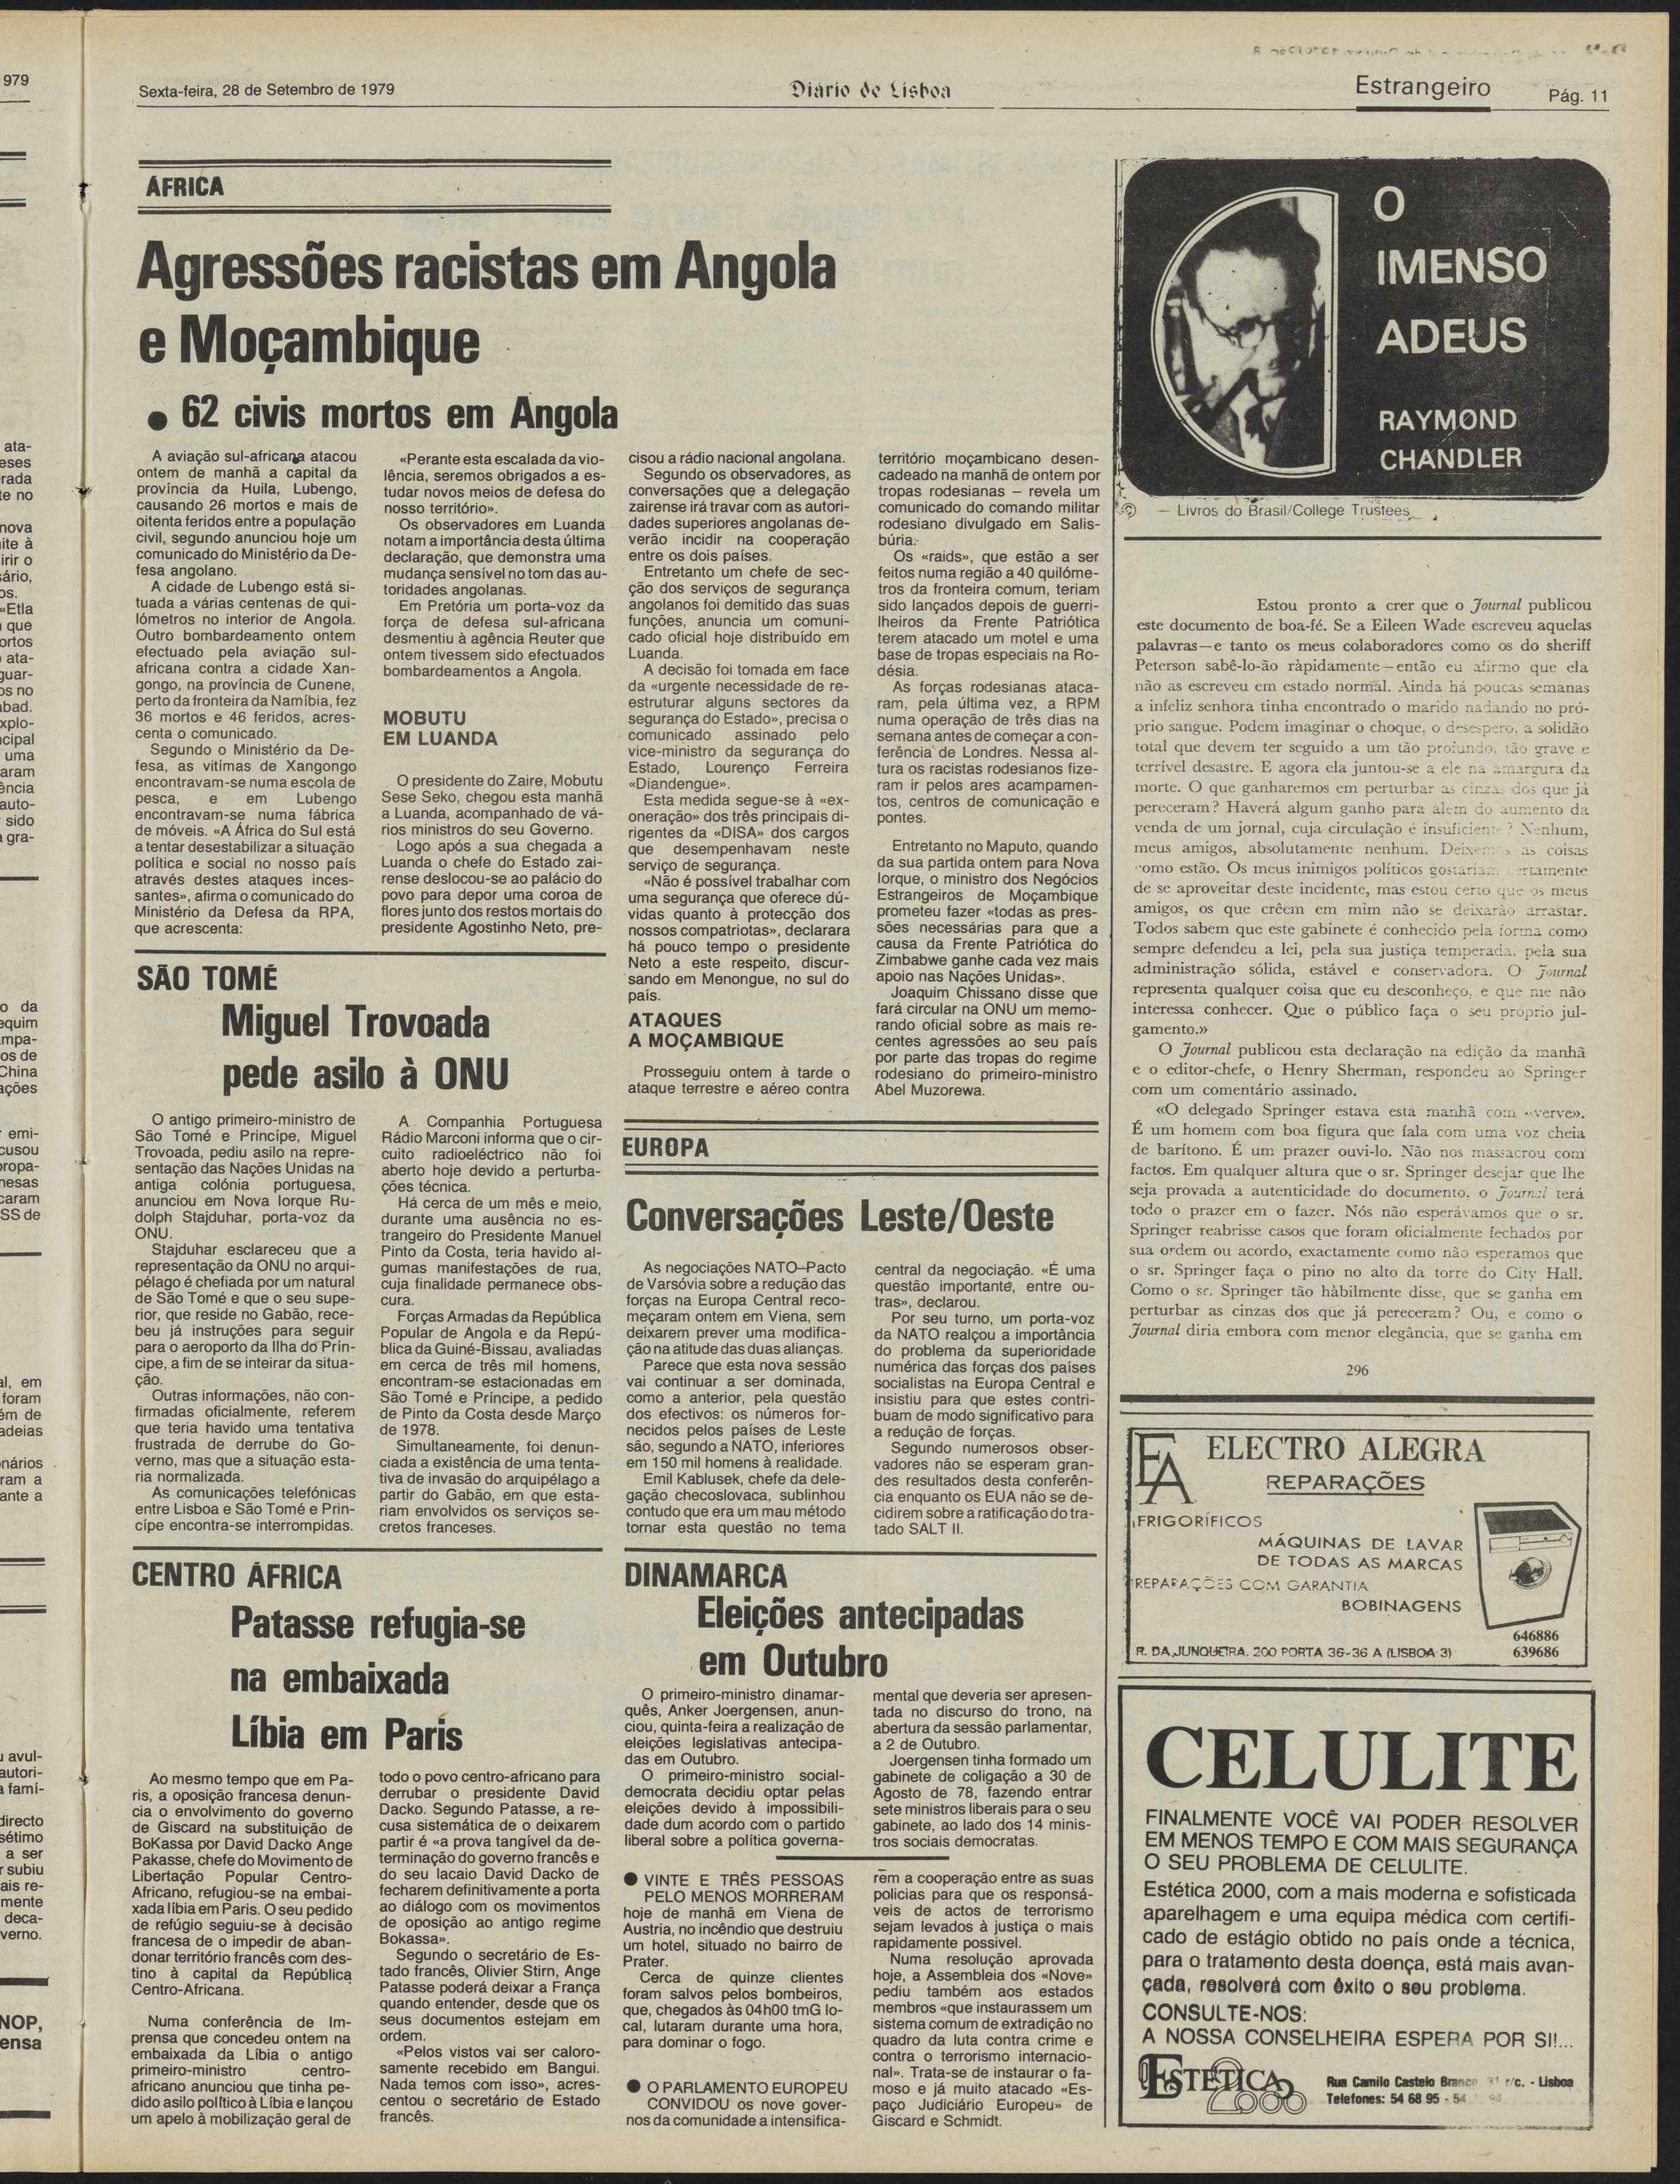 979
Sexta-feira, 28 de Setembro de 1979
Diário de Lisboa
Estrangeiro
Pág. 11
ÁFRICA
Agressões racistas em Angola
e Moçambique
● 62 civis mortos em Angola
A aviação sul-africana atacou
ontem de manhã a capital da
província da Huila, Lubengo,
causando 26 mortos e mais de
oitenta feridos entre a população
civil, segundo anunciou hoje um
comunicado do Ministério da De-
fesa angolano.
A cidade de Lubengo está si-
tuada a várias centenas de qui-
lómetros no interior de Angola.
Outro bombardeamento ontem
efectuado pela aviação sul-
africana contra a cidade Xan-
gongo, na província de Cunene,
perto da fronteira da Namíbia, fez
36 mortos e 46 feridos, acres-
centa o comunicado.
Segundo o Ministério da De-
fesa, as vitímas de Xangongo
encontravam-se numa escola de
pesca, e em Lubengo
encontravam-se numa fábrica
de móveis. «A África do Sul está
a tentar desestabilizar a situação
política e social no nosso país
através destes ataques inces-
santes», afirma o comunicado do
Ministério da Defesa da RPA,
que acrescenta:
«Perante esta escalada da vio-
lência, seremos obrigados a es-
tudar novos meios de defesa do
nosso território».
Os observadores em Luanda
notam a importância desta última
declaração, que demonstra uma
mudança sensível no tom das au-
toridades angolanas.
Em Pretória um porta-voz da
força de defesa sul-africana
desmentiu à agência Reuter que
ontem tivessem sido efectuados
bombardeamentos a Angola.
MOBUTU
EM LUANDA
O presidente do Zaire, Mobutu
Sese Seko, chegou esta manhã
a Luanda, acompanhado de vá-
rios ministros do seu Governo.
Logo após a sua chegada a
Luanda o chefe do Estado zai-
rense deslocou-se ao palácio do
povo para depor uma coroa de
flores junto dos restos mortais do
presidente Agostinho Neto, pre-
cisou a rádio nacional angolana.
Segundo os observadores, as
conversações que a delegação
zairense irá travar com as autori-
dades superiores angolanas de-
verão incidir na cooperação
entre os dois países.
Entretanto um chefe de sec-
ção dos serviços de segurança
angolanos foi demitido das suas
funções, anuncia um comuni-
cado oficial hoje distribuído em
Luanda.
A decisão foi tomada em face
da «urgente necessidade de re-
estruturar alguns sectores da
segurança do Estado», precisa o
comunicado assinado pelo
vice-ministro da segurança do
Estado, Lourenço Ferreira
«Diandengue».
Esta medida segue-se à «ex-
oneração» dos três principais di-
rigentes da «DISA» dos cargos
que desempenhavam neste
serviço de segurança.
«Não é possível trabalhar com
uma segurança que oferece dú-
vidas quanto à protecção dos
nossos compatriotas», declarara
há pouco tempo o presidente
Neto a este respeito, discur-
sando em Menongue, no sul do
país.
ATAQUES
A MOÇAMBIQUE
Prosseguiu ontem à tarde o
ataque terrestre e aéreo contra
território moçambicano desen-
cadeado na manhã de ontem por
tropas rodesianas – revela um
comunicado do comando militar
rodesiano divulgado em Salis-
búria.
Os «raids», que estão a ser
feitos numa região a 40 quilóme-
tros da fronteira comum, teriam
sido lançados depois de guerri-
lheiros da Frente Patriótica
terem atacado um motel e uma
base de tropas especiais na Ro-
désia.
As forças rodesianas ataca-
ram, pela última vez, a RPM
numa operação de três dias na
semana antes de começar a con-
ferência de Londres. Nessa al-
tura os racistas rodesianos fize-
ram ir pelos ares acampamen-
tos, centros de comunicação e
pontes.
Entretanto no Maputo, quando
da sua partida ontem para Nova
Iorque, o ministro dos Negócios
Estrangeiros de Moçambique
prometeu fazer «todas as pres-
sões necessárias para que a
causa da Frente Patriótica do
Zimbabwe ganhe cada vez mais
apoio nas Nações Unidas».
Joaquim Chissano disse que
fará circular na ONU um memo-
rando oficial sobre as mais re-
centes agressões ao seu país
por parte das tropas do regime
rodesiano do primeiro-ministro
Abel Muzorewa.
SÃO TOMÉ
Miguel Trovoada
pede asilo à ONU
O antigo primeiro-ministro de
São Tomé e Princípe, Miguel
Trovoada, pediu asilo na repre-
sentação das Nações Unidas na
antiga colónia portuguesa,
anunciou em Nova Iorque Ru-
dolph Stajduhar, porta-voz da
ONU.
Stajduhar esclareceu que a
representação da ONU no arqui-
pélago é chefiada por um natural
de São Tomé e que o seu supe-
rior, que reside no Gabão, rece-
beu já instruções para seguir
para o aeroporto da Ilha do Prín-
cipe, a fim de se inteirar da situa-
ção.
Outras informações, não con-
firmadas oficialmente, referem
que teria havido uma tentativa
frustrada de derrube do Go-
verno, mas que a situação esta-
ria normalizada.
As comunicações telefónicas
entre Lisboa e São Tomé e Prin-
cípe encontra-se interrompidas.
A Companhia Portuguesa
Rádio Marconi informa que o cir-
cuito radioeléctrico não foi
aberto hoje devido a perturba-
ções técnica.
Há cerca de um mês e meio,
durante uma ausência no es-
trangeiro do Presidente Manuel
Pinto da Costa, teria havido al-
gumas manifestações de rua,
cuja finalidade permanece obs-
cura.
Forças Armadas da República
Popular de Angola e da Repú-
blica da Guiné-Bissau, avaliadas
em cerca de três mil homens,
encontram-se estacionadas em
São Tomé e Príncipe, a pedido
de Pinto da Costa desde Março
de 1978.
Simultaneamente, foi denun-
ciada a existência de uma tenta-
tiva de invasão do arquipélago a
partir do Gabão, em que esta-
riam envolvidos os serviços se-
cretos franceses.
EUROPA
Conversações Leste/Oeste
As negociações NATO–Pacto
de Varsóvia sobre a redução das
forças na Europa Central reco-
meçaram ontem em Viena, sem
deixarem prever uma modifica-
ção na atitude das duas alianças.
Parece que esta nova sessão
vai continuar a ser dominada,
como a anterior, pela questão
dos efectivos: os números for-
necidos pelos países de Leste
são, segundo a NATO, inferiores
em 150 mil homens à realidade.
Emil Kablusek, chefe da dele-
gação checoslovaca, sublinhou
contudo que era um mau método
tornar esta questão no tema
central da negociação. «É uma
questão importante, entre ou-
tras», declarou.
Por seu turno, um porta-voz
da NATO realçou a importância
do problema da superioridade
numérica das forças dos países
socialistas na Europa Central e
insistiu para que estes contri-
buam de modo significativo para
a redução de forças.
Segundo numerosos obser-
vadores não se esperam gran-
des resultados desta conferên-
cia enquanto os EUA não se de-
cidirem sobre a ratificação do tra-
tado SALT II.
CENTRO ÁFRICA
Patasse refugia-se
na embaixada
Líbia em Paris
Ao mesmo tempo que em Pa-
ris, a oposição francesa denun-
cia o envolvimento do governo
de Giscard na substituição de
BoKassa por David Dacko Ange
Pakasse, chefe do Movimento de
Libertação Popular Centro-
Africano, refugiou-se na embai-
xada líbia em Paris. O seu pedido
de refúgio seguiu-se à decisão
francesa de o impedir de aban-
donar território francês com des-
tino à capital da República
Centro-Africana.
Numa conferência de Im-
prensa que concedeu ontem na
embaixada da Líbia o antigo
primeiro-ministro centro-
africano anunciou que tinha pe-
dido asilo político à Líbia e lançou
um apelo à mobilização geral de
todo o povo centro-africano para
derrubar o presidente David
Dacko. Segundo Patasse, a re-
cusa sistemática de o deixarem
partir é «a prova tangível da de-
terminação do governo francês e
do seu lacaio David Dacko de
fecharem definitivamente a porta
ao diálogo com os movimentos
de oposição ao antigo regime
Bokassa».
Segundo o secretário de Es-
tado francês, Olivier Stirn, Ange
Patasse poderá deixar a França
quando entender, desde que os
seus documentos estejam em
ordem.
«Pelos vistos vai ser caloro-
samente recebido em Bangui.
Nada temos com isso», acres-
centou o secretário de Estado
francês.
DINAMARCA
Eleições antecipadas
em Outubro
O primeiro-ministro dinamar-
quês, Anker Joergensen, anun-
ciou, quinta-feira a realização de
eleições legislativas antecipa-
das em Outubro.
O primeiro-ministro social-
democrata decidiu optar pelas
eleições devido à impossibili-
dade dum acordo com o partido
liberal sobre a política governa-
mental que deveria ser apresen-
tada no discurso do trono, na
abertura da sessão parlamentar,
a 2 de Outubro.
Joergensen tinha formado um
gabinete de coligação a 30 de
Agosto de 78, fazendo entrar
sete ministros liberais para o seu
gabinete, ao lado dos 14 minis-
tros sociais democratas.
● VINTE E TRÊS PESSOAS
PELO MENOS MORRERAM
hoje de manhã em Viena de
Austria, no incêndio que destruiu
um hotel, situado no bairro de
Prater.
Cerca de quinze clientes
foram salvos pelos bombeiros,
que, chegados às 04h00 tmG lo-
cal, lutaram durante uma hora,
para dominar o fogo.
● O PARLAMENTO EUROPEU
CONVIDOU os nove gover-
nos da comunidade a intensifica-
rem a cooperação entre as suas
policias para que os responsá-
veis de actos de terrorismo
sejam levados à justiça o mais
rapidamente possivel.
Numa resolução aprovada
hoje, a Assembleia dos «Nove»
pediu também aos estados
membros «que instaurassem um
sistema comum de extradição no
quadro da luta contra crime e
contra o terrorismo internacio-
nal». Trata-se de instaurar o fa-
moso e já muito atacado «Es-
paço Judiciário Europeu» de
Giscard e Schmidt.
O
IMENSO
ADEUS
RAYMOND
CHANDLER
© – Livros do Brasil/College Trustees
Estou pronto a crer que o Journal publicou
este documento de boa-fé. Se a Eileen Wade escreveu aquelas
palavras—e tanto os meus colaboradores como os do sheriff
Peterson sabê-lo-ão ràpidamente—então eu afirmo que ela
não as escreveu em estado normal. Ainda há poucas semanas
a infeliz senhora tinha encontrado o marido nadando no pró-
prio sangue. Podem imaginar o choque, o desespero, a solidão
total que devem ter seguido a um tão profundo, tão grave e
terrível desastre. E agora ela juntou-se a ele na amargura da
morte. O que ganharemos em perturbar as cinzas dos que já
pereceram? Haverá algum ganho para alem do aumento da
venda de um jornal, cuja circulação é insuficiente? Nenhum,
meus amigos, absolutamente nenhum. Deixemos as coisas
como estão. Os meus inimigos políticos gostariam certamente
de se aproveitar deste incidente, mas estou certo que os meus
amigos, os que crêem em mim não se deixarão arrastar.
Todos sabem que este gabinete é conhecido pela forma como
sempre defendeu a lei, pela sua justiça temperada, pela sua
administração sólida, estável e conservadora. O Journal
representa qualquer coisa que eu desconheço, e que me não
interessa conhecer. Que o público faça o seu próprio jul-
gamento.»
O Journal publicou esta declaração na edição da manhã
e o editor-chefe, o Henry Sherman, respondeu ao Springer
com um comentário assinado.
«O delegado Springer estava esta manhã com «verve».
É um homem com boa figura que fala com uma voz cheia
de barítono. É um prazer ouvi-lo. Não nos massacrou com
factos. Em qualquer altura que o sr. Springer desejar que lhe
seja provada a autenticidade do documento, o Journal terá
todo o prazer em o fazer. Nós não esperávamos que o sr.
Springer reabrisse casos que foram oficialmente fechados por
sua ordem ou acordo, exactamente como não esperamos que
o sr. Springer faça o pino no alto da torre do City Hall.
Como o sr. Springer tão hàbilmente disse, que se ganha em
perturbar as cinzas dos que já pereceram? Ou, e como o
Journal diria embora com menor elegância, que se ganha em
296
EA
ELECTRO ALEGRA
REPARAÇÕES
FRIGORÍFICOS
MÁQUINAS DE LAVAR
DE TODAS AS MARCAS
REPARAÇÕES COM GARANTIA
BOBINAGENS
646886
R. DA JUNQUEIRA. 200 PORTA 36-36 A (LISBOA 3)
639686
CELULITE
FINALMENTE VOCÊ VAI PODER RESOLVER
EM MENOS TEMPO E COM MAIS SEGURANÇA
O SEU PROBLEMA DE CELULITE.
Estética 2000, com a mais moderna e sofisticada
aparelhagem e uma equipa médica com certifi-
cado de estágio obtido no país onde a técnica,
para o tratamento desta doença, está mais avan-
çada, resolverá com êxito o seu problema.
CONSULTE-NOS:
A NOSSA CONSELHEIRA ESPERA POR SI!...
ESTÉTICA 2000
Rua Camilo Castelo Branco 31 r/c. - Lisboa
Telefones: 54 68 95 - 54